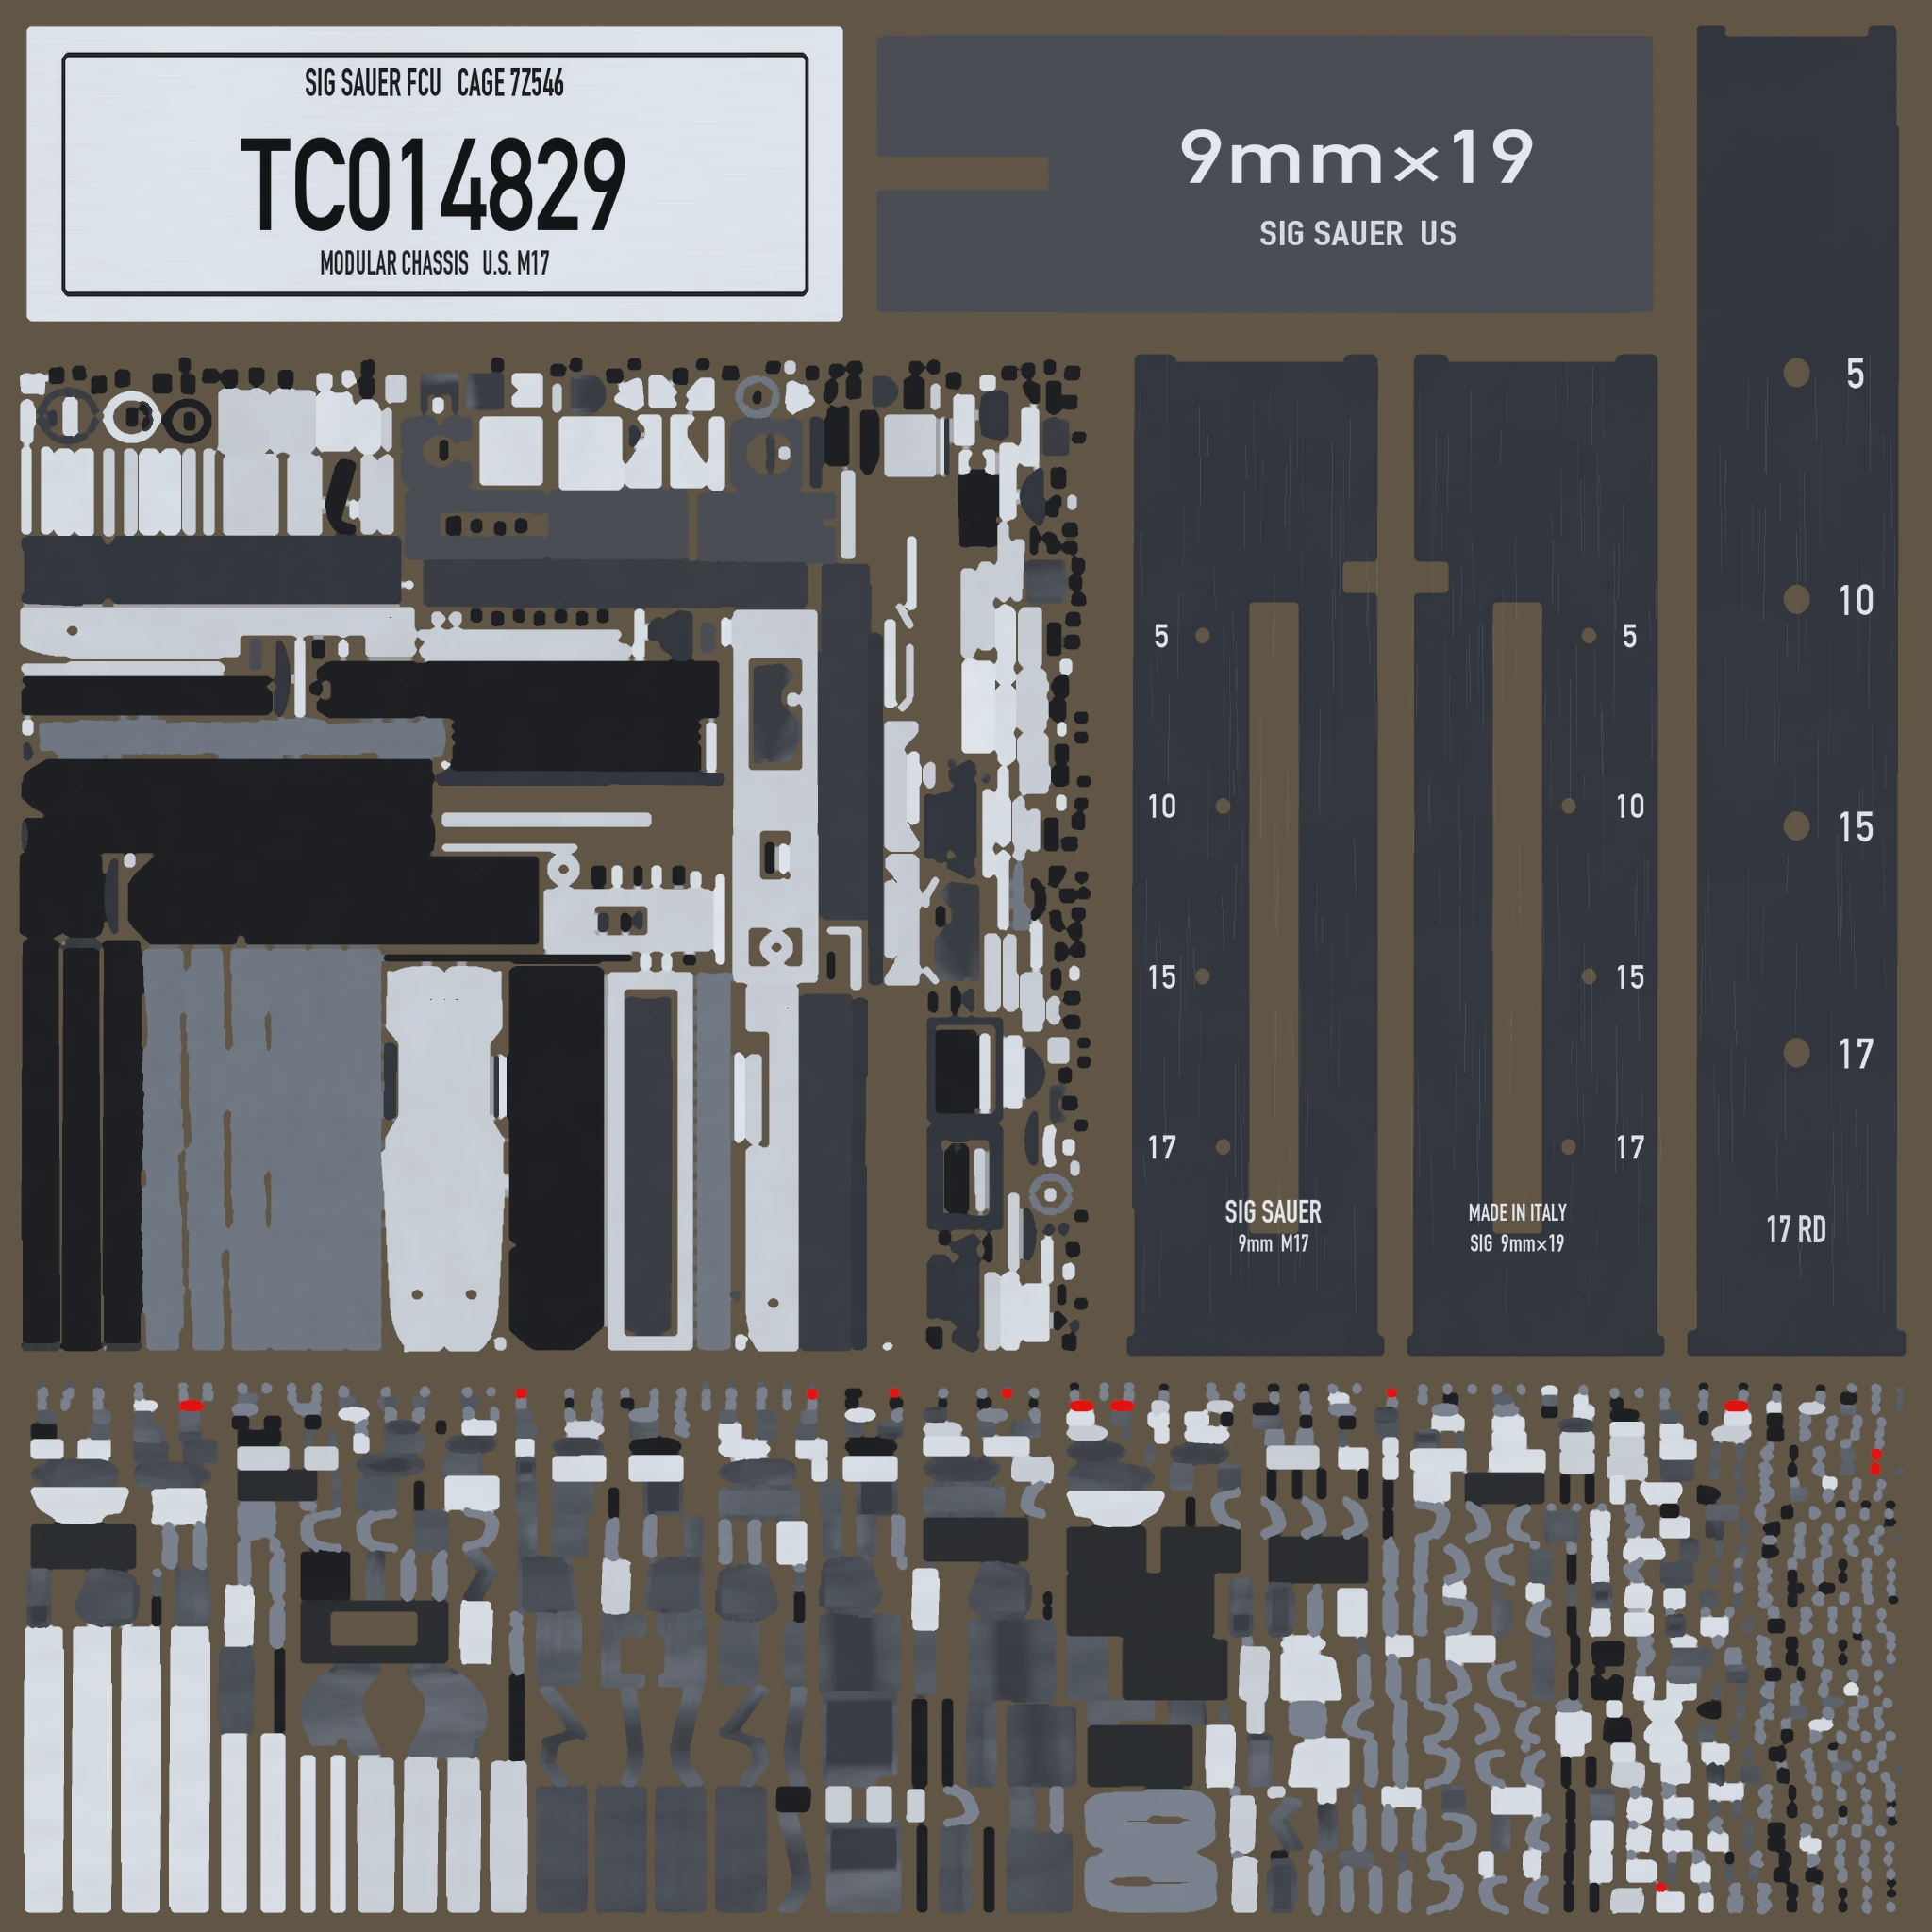 SIG SAUER FCU CAGE 7Z546
TC014829
MODULAR CHASSIS U.S. M17
9mm×19
SIG SAUER US
5
10
15
17
17 RD
5
10
15
17
SIG SAUER
9mm M17
5
10
15
17
MADE IN ITALY
SIG 9mm×19